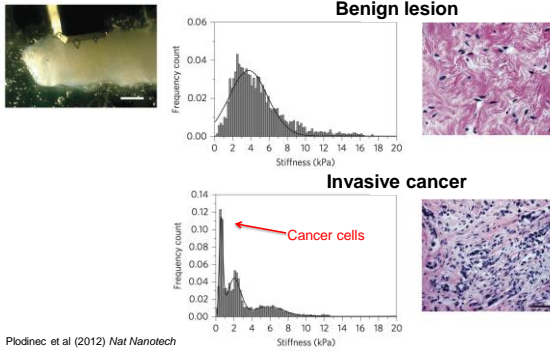 Benign lesion
0.06
0.04
0.02
0.00
Frequency count
0 2 4 6 8 10 12 14 16 18 20
Stiffness (kPa)
Invasive cancer
0.14
0.12
0.10
0.08
0.06
0.04
0.02
0.00
Frequency count
Cancer cells
0 2 4 6 8 10 12 14 16 18 20
Stiffness (kPa)
Plodinec et al (2012) Nat Nanotech